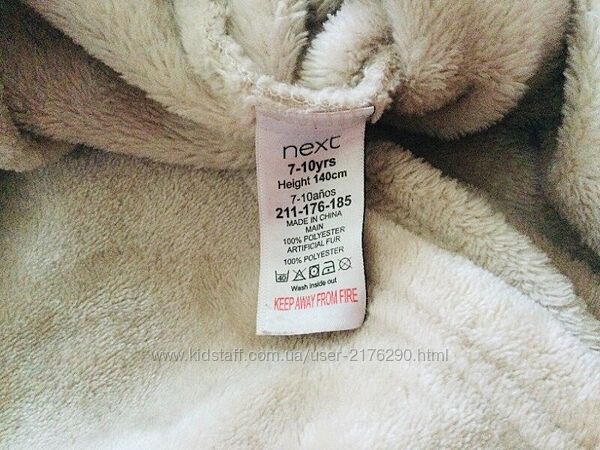 next
7-10yrs
Height 140cm
7-10años
211-176-185
MADE IN CHINA
MAIN
100% POLYESTER
ARTIFICIAL FUR
100% POLYESTER
40
Wash inside out
KEEP AWAY FROM FIRE
www.kidstaff.com.ua/user-2176290.html